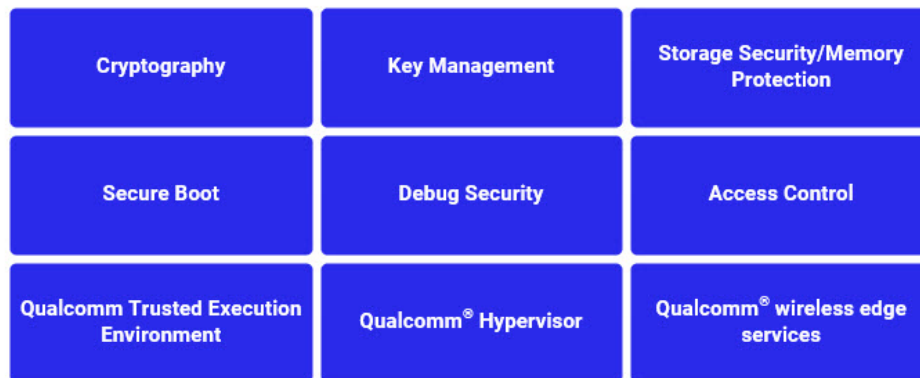 Cryptography
Key Management
Storage Security/Memory
Protection
Secure Boot
Debug Security
Access Control
Qualcomm Trusted Execution
Environment
Qualcomm® Hypervisor
Qualcomm® wireless edge
services